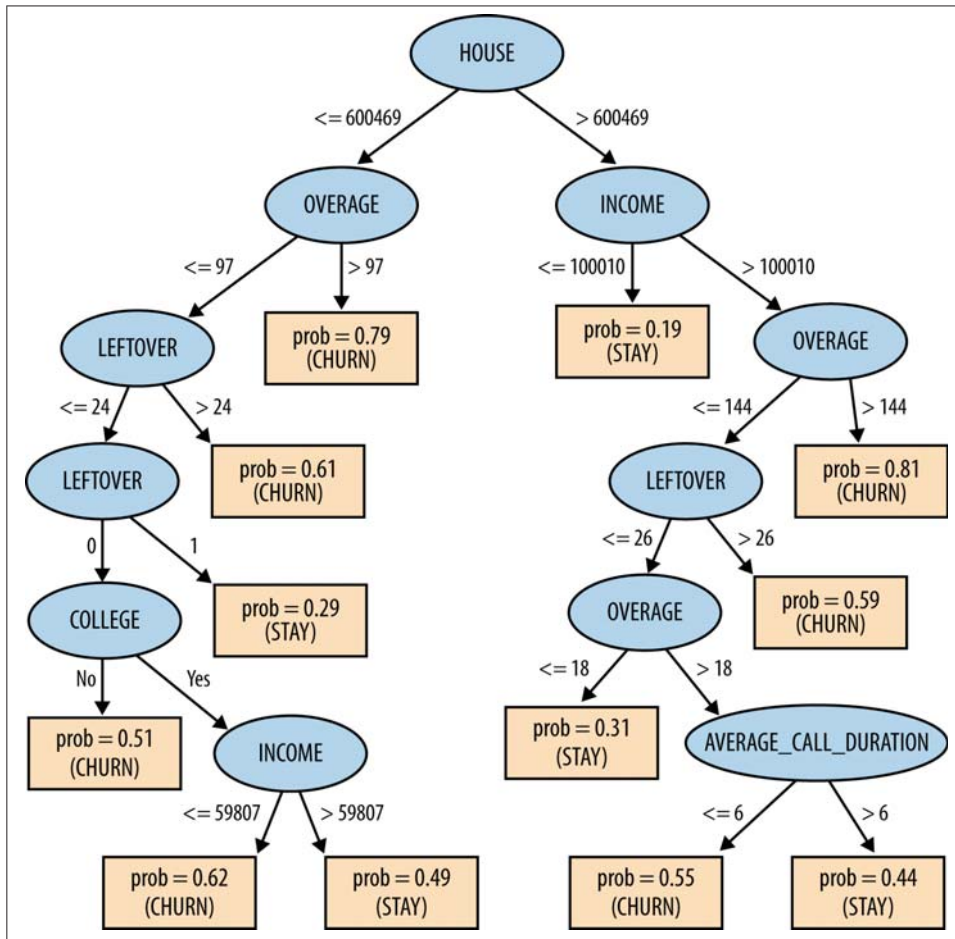 HOUSE
<= 600469
> 600469
OVERAGE
INCOME
<= 97
> 97
<= 100010
> 100010
LEFTOVER
prob = 0.79
(CHURN)
prob = 0.19
(STAY)
OVERAGE
<= 24
> 24
<= 144
> 144
LEFTOVER
prob = 0.61
(CHURN)
LEFTOVER
prob = 0.81
(CHURN)
0
1
<= 26
> 26
COLLEGE
prob = 0.29
(STAY)
OVERAGE
prob = 0.59
(CHURN)
No
Yes
<= 18
> 18
prob = 0.51
(CHURN)
INCOME
prob = 0.31
(STAY)
AVERAGE_CALL_DURATION
<= 59807
> 59807
<= 6
> 6
prob = 0.62
(CHURN)
prob = 0.49
(STAY)
prob = 0.55
(CHURN)
prob = 0.44
(STAY)